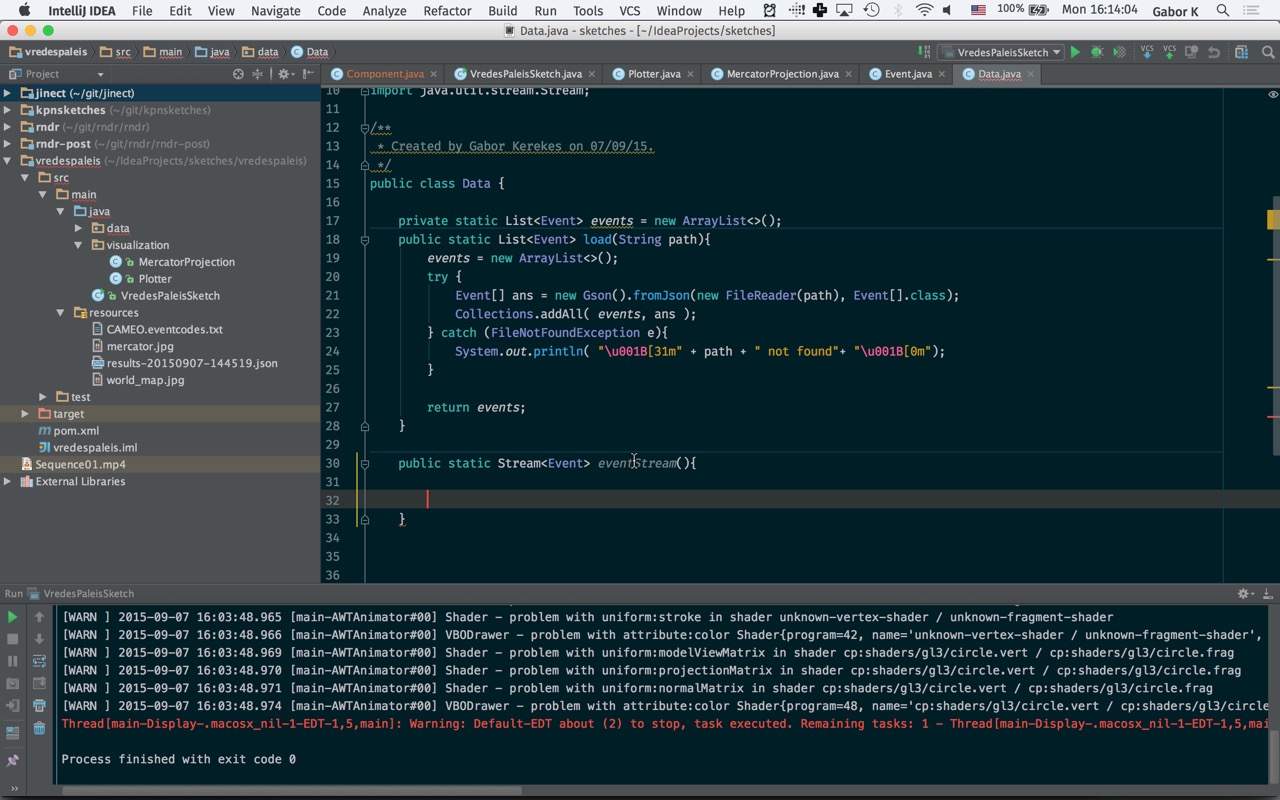 IntelliJ IDEA File Edit View Navigate Code Analyze Refactor Build Run Tools VCS Window Help 100% Mon 16:14:04 Gabor K
Data.java - sketches - [~/IdeaProjects/sketches]
vredespaleis src main java data Data VredesPaleisSketch VCS VCS
Project Component.java VredesPaleisSketch.java Plotter.java MercatorProjection.java Event.java Data.java
jinect (~/git/jinect)
kpnsketches (~/git/kpnsketches)
rndr (~/git/rndr/rndr)
rndr-post (~/git/rndr/rndr-post)
vredespaleis (~/IdeaProjects/sketches/vredespaleis)
src
main
java
data
visualization
MercatorProjection
Plotter
VredesPaleisSketch
resources
CAMEO.eventcodes.txt
mercator.jpg
results-20150907-144519.json
world_map.jpg
test
target
pom.xml
vredespaleis.iml
Sequence01.mp4
External Libraries
10 import java.util.stream.Stream;
11
12 /**
13 * Created by Gabor Kerekes on 07/09/15.
14 */
15 public class Data {
16
17 private static List<Event> events = new ArrayList<>();
18 public static List<Event> load(String path){
19 events = new ArrayList<>();
20 try {
21 Event[] ans = new Gson().fromJson(new FileReader(path), Event[].class);
22 Collections.addAll( events, ans );
23 } catch (FileNotFoundException e){
24 System.out.println( "\u001B[31m" + path + " not found"+ "\u001B[0m");
25 }
26
27 return events;
28 }
29
30 public static Stream<Event> eventStream(){
31
32
33 }
34
35
36
Run VredesPaleisSketch
[WARN ] 2015-09-07 16:03:48.965 [main-AWTAnimator#00] Shader - problem with uniform:stroke in shader unknown-vertex-shader / unknown-fragment-shader
[WARN ] 2015-09-07 16:03:48.966 [main-AWTAnimator#00] VBODrawer - problem with attribute:color Shader{program=42, name='unknown-vertex-shader / unknown-fragment-shader',
[WARN ] 2015-09-07 16:03:48.969 [main-AWTAnimator#00] Shader - problem with uniform:modelViewMatrix in shader cp:shaders/gl3/circle.vert / cp:shaders/gl3/circle.frag
[WARN ] 2015-09-07 16:03:48.970 [main-AWTAnimator#00] Shader - problem with uniform:projectionMatrix in shader cp:shaders/gl3/circle.vert / cp:shaders/gl3/circle.frag
[WARN ] 2015-09-07 16:03:48.971 [main-AWTAnimator#00] Shader - problem with uniform:normalMatrix in shader cp:shaders/gl3/circle.vert / cp:shaders/gl3/circle.frag
[WARN ] 2015-09-07 16:03:48.974 [main-AWTAnimator#00] VBODrawer - problem with attribute:color Shader{program=48, name='cp:shaders/gl3/circle.vert / cp:shaders/gl3/circle
Thread[main-Display-.macosx_nil-1-EDT-1,5,main]: Warning: Default-EDT about (2) to stop, task executed. Remaining tasks: 1 - Thread[main-Display-.macosx_nil-1-EDT-1,5,mai
Process finished with exit code 0